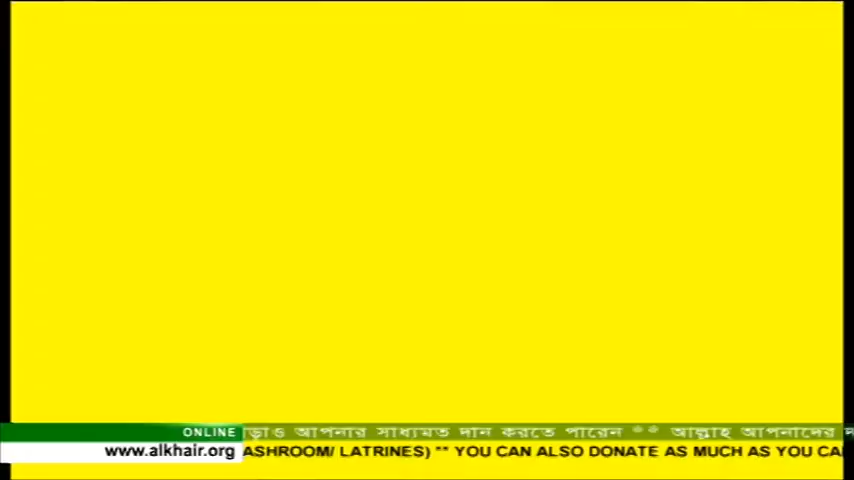 ONLINE ড়াও আপনার সাধ্যমত দান করতে পারেন ** আল্লাহ আপনাদের দ
www.alkhair.org ASHROOM/ LATRINES) ** YOU CAN ALSO DONATE AS MUCH AS YOU CA